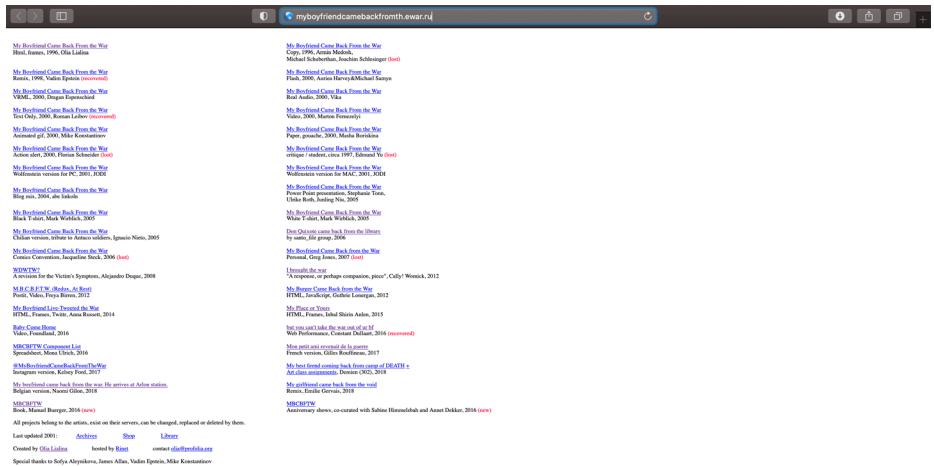 myboyfriendcamebackfromth.ewar.ru
My Boyfriend Came Back From the War
Html, frames, 1996, Olia Lialina
My Boyfriend Came Back From the War
Remix, 1998, Vadim Epstein (recovered)
My Boyfriend Came Back From the War
VRML, 2000, Dragan Espenschied
My Boyfriend Came Back From the War
Text Only, 2000, Roman Leibov (recovered)
My Boyfriend Came Back From the War
Animated gif, 2000, Mike Konstantinov
My Boyfriend Came Back From the War
Action alert, 2000, Florian Schneider (lost)
My Boyfriend Came Back From the War
Wolfenstein version for PC, 2001, JODI
My Boyfriend Came Back From the War
Blog mix, 2004, abe linkoln
My Boyfriend Came Back From the War
Black T-shirt, Mark Wirblich, 2005
My Boyfriend Came Back From the War
Chilian version, tribute to Antuco soldiers, Ignacio Nieto, 2005
My Boyfriend Came Back From the War
Comics Convention, Jacqueline Steck, 2006 (lost)
WDWTW?
A revision for the Victim's Symptom, Alejandro Duque, 2008
M.B.C.B.F.T.W. (Redux, At Rest)
Postit, Video, Freya Birren, 2012
My Boyfriend Live-Tweeted the War
HTML, Frames, Twitr, Anna Russett, 2014
Baby Come Home
Video, Foundland, 2016
MBCBFTW Component List
Spreadsheet, Mona Ulrich, 2016
@MyBoyfriendCameBackFromTheWar
Instagram version, Kelsey Ford, 2017
My boyfriend came back from the war. He arrives at Arlon station.
Belgian version, Naomi Gilon, 2018
MBCBFTW
Book, Manuel Buerger, 2016 (new)
My Boyfriend Came Back From the War
Copy, 1996, Armin Medosh,
Michael Schuberthan, Joachim Schlesinger (lost)
My Boyfriend Came Back From the War
Flash, 2000, Auriea Harvey&Michael Samyn
My Boyfriend Came Back From the War
Real Audio, 2000, Vika
My Boyfriend Came Back From the War
Video, 2000, Marton Fernezelyi
My Boyfriend Came Back From the War
Paper, gouache, 2000, Masha Boriskina
My Boyfriend Came Back From the War
critique / student, circa 1997, Edmund Yu (lost)
My Boyfriend Came Back From the War
Wolfenstein version for MAC, 2001, JODI
My Boyfriend Came Back From the War
Power Point presentation, Stephanie Tonn,
Ulrike Roth, Junling Niu, 2005
My Boyfriend Came Back From The War
White T-shirt, Mark Wirblich, 2005
Don Quixote came back from the library
by santo_file group, 2006
My Boyfriend Came Back from the War
Personal, Greg Jones, 2007 (lost)
I brought the war
"A response, or perhaps companion, piece", Cally! Womick, 2012
My Burger Came Back from the War
HTML, JavaScript, Guthrie Lonergan, 2012
My Place or Yours
HTML, Frames, Inbal Shirin Anlen, 2015
but you can't take the war out of ur bf
Web Performance, Constant Dullaart, 2016 (recovered)
Mon petit ami revenait de la guerre
French version, Gilles Rouffineau, 2017
My best firend coming back from camp of DEATH +
Art class assignments, Demien (302), 2018
My girlfriend came back from the void
Remix, Emilie Gervais, 2018
MBCBFTW
Anniversary shows, co-curated with Sabine Himmelsbah and Annet Dekker, 2016 (new)
All projects belong to the artists, exist on their servers, can be changed, replaced or deleted by them.
Last updated 2001: Archives Shop Library
Created by Olia Lialina hosted by Rinet contact olia@profolia.org
Special thanks to Sofya Aleynikova, James Allan, Vadim Epstein, Mike Konstantinov